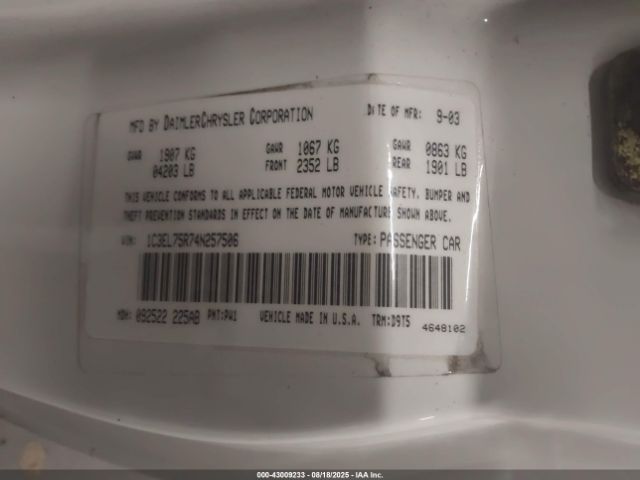 MFD BY DAIMLERCHRYSLER CORPORATION DATE OF MFR: 9-03
GVWR 1907 KG GAWR 1067 KG GAWR 0863 KG
04203 LB FRONT 2352 LB REAR 1901 LB
THIS VEHICLE CONFORMS TO ALL APPLICABLE FEDERAL MOTOR VEHICLE SAFETY, BUMPER AND
THEFT PREVENTION STANDARDS IN EFFECT ON THE DATE OF MANUFACTURE SHOWN ABOVE.
VIN: 1C3EL75R74N257506 TYPE: PASSENGER CAR
MDH: 092522 225AB PNT: PW1 VEHICLE MADE IN U.S.A. TRM: D9T5
4648102
000-43009233 - 08/18/2025 - IAA Inc.